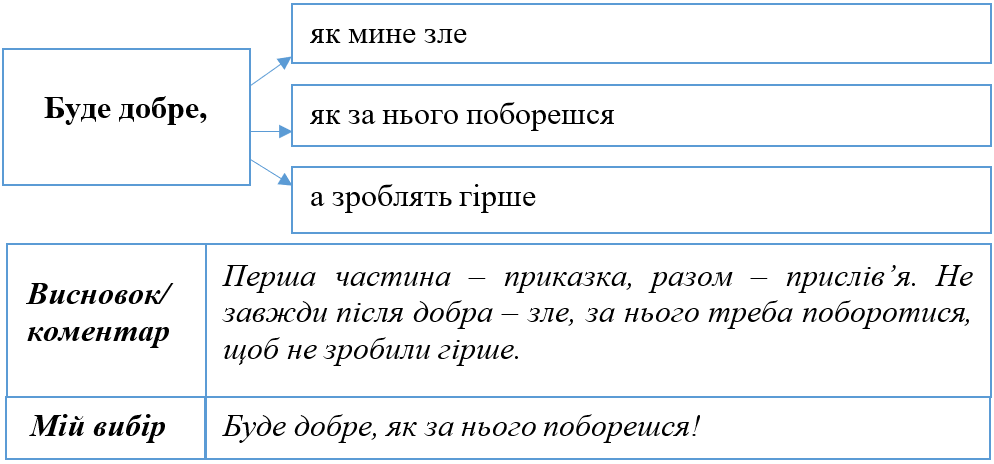 Буде добре,
як мине зле
як за нього поборешся
а зроблять гірше
Висновок/
коментар
Перша частина – приказка, разом – прислів’я. Не
завжди після добра – зле, за нього треба поборотися,
щоб не зробили гірше.
Мій вибір
Буде добре, як за нього поборешся!